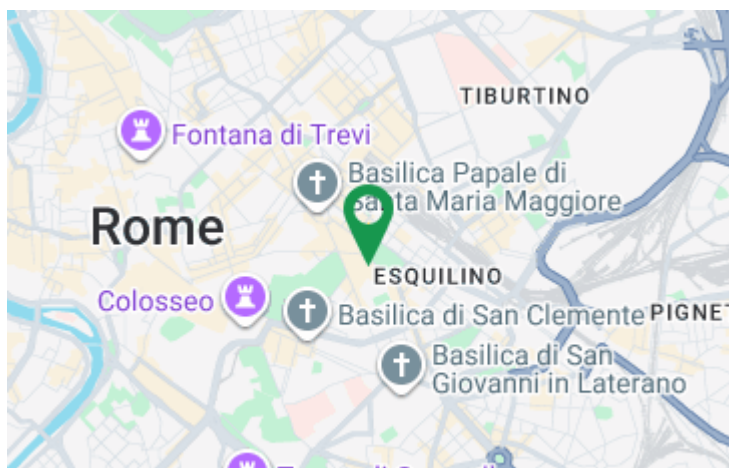 TIBURTINO
Fontana di Trevi
Basilica Papale di
Santa Maria Maggiore
Rome
ESQUILINO
Colosseo
Basilica di San Clemente
PIGNET
Basilica di San
Giovanni in Laterano